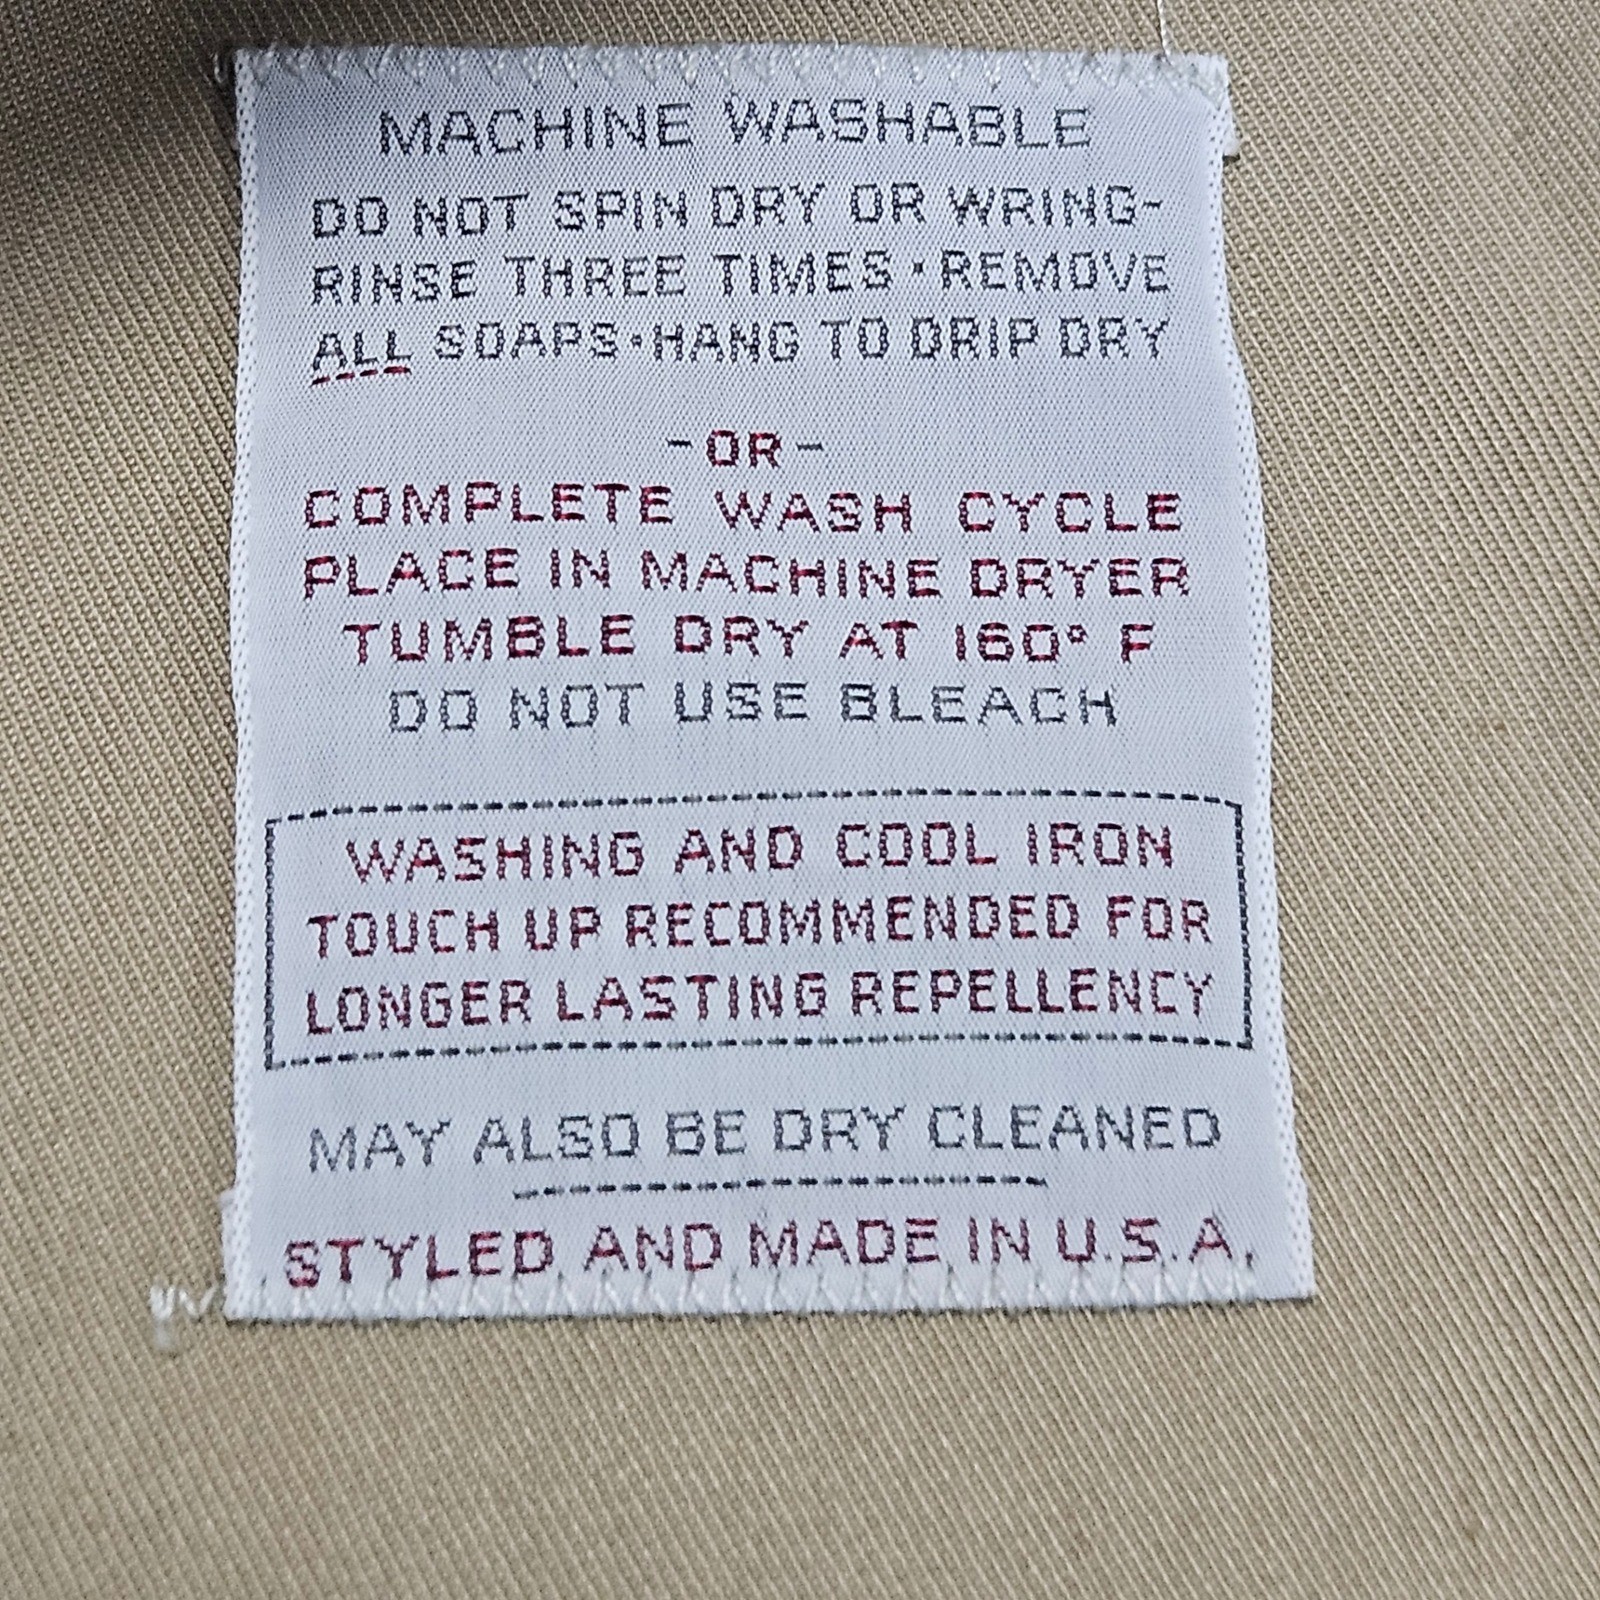 MACHINE WASHABLE
DO NOT SPIN DRY OR WRING-
RINSE THREE TIMES · REMOVE
ALL SOAPS · HANG TO DRIP DRY
-OR-
COMPLETE WASH CYCLE
PLACE IN MACHINE DRYER
TUMBLE DRY AT 160° F
DO NOT USE BLEACH
WASHING AND COOL IRON
TOUCH UP RECOMMENDED FOR
LONGER LASTING REPELLENCY
MAY ALSO BE DRY CLEANED
STYLED AND MADE IN U.S.A.